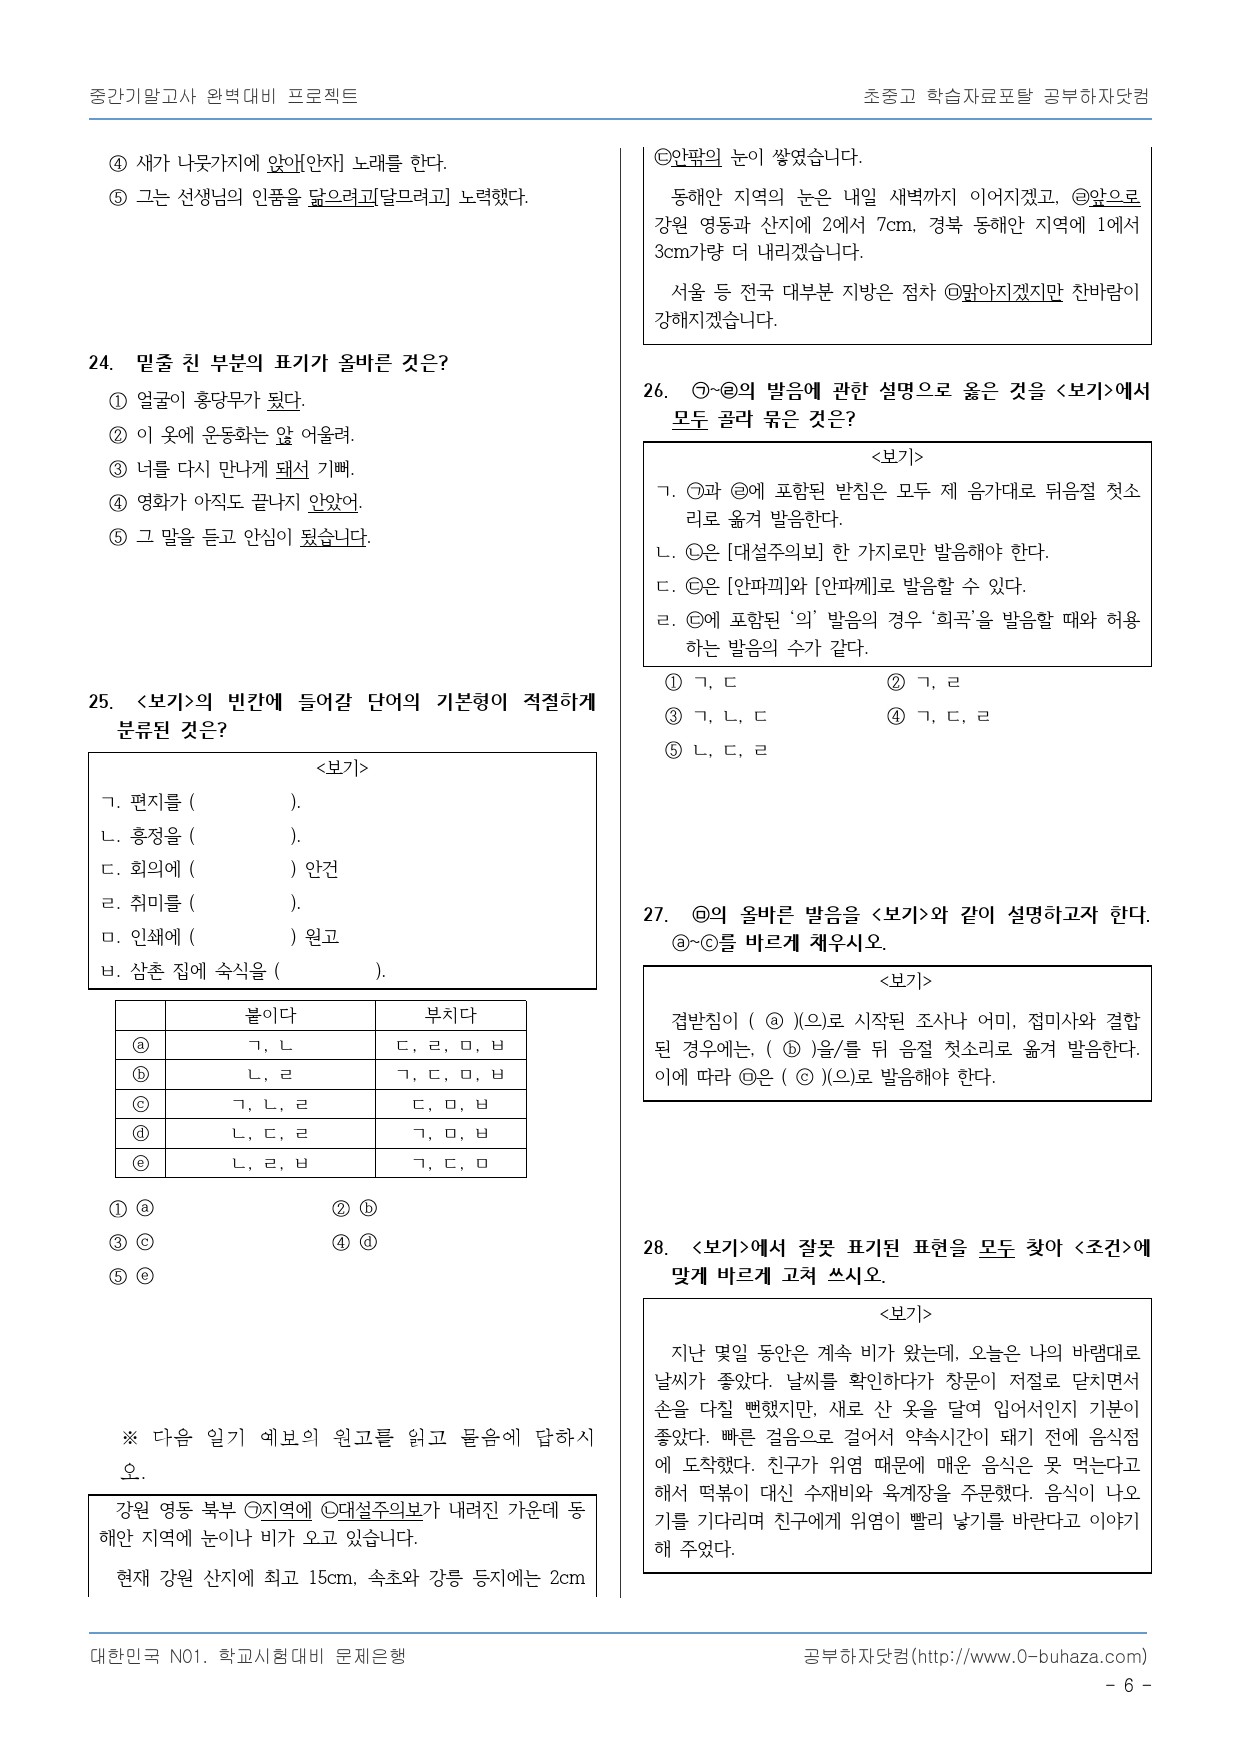 중간기말고사 완벽대비 프로젝트
초중고 학습자료포탈 공부하자닷컴
④ 새가 나뭇가지에 앉아[안자] 노래를 한다.
⑤ 그는 선생님의 인품을 닮으려고[달므려고] 노력했다.
24. 밑줄 친 부분의 표기가 올바른 것은?
① 얼굴이 홍당무가 됬다.
② 이 옷에 운동화는 않 어울려.
③ 너를 다시 만나게 돼서 기뻐.
④ 영화가 아직도 끝나지 안았어.
⑤ 그 말을 듣고 안심이 됬습니다.
25. <보기>의 빈칸에 들어갈 단어의 기본형이 적절하게
분류된 것은?
<보기>
ㄱ. 편지를 ( ).
ㄴ. 흥정을 ( ).
ㄷ. 회의에 ( ) 안건
ㄹ. 취미를 ( ).
ㅁ. 인쇄에 ( ) 원고
ㅂ. 삼촌 집에 숙식을 ( ).
붙이다 부치다
ⓐ ㄱ, ㄴ ㄷ, ㄹ, ㅁ, ㅂ
ⓑ ㄴ, ㄹ ㄱ, ㄷ, ㅁ, ㅂ
ⓒ ㄱ, ㄴ, ㄹ ㄷ, ㅁ, ㅂ
ⓓ ㄴ, ㄷ, ㄹ ㄱ, ㅁ, ㅂ
ⓔ ㄴ, ㄹ, ㅂ ㄱ, ㄷ, ㅁ
① ⓐ ② ⓑ
③ ⓒ ④ ⓓ
⑤ ⓔ
※ 다음 일기 예보의 원고를 읽고 물음에 답하시
오.
강원 영동 북부 ㉠지역에 ㉡대설주의보가 내려진 가운데 동
해안 지역에 눈이나 비가 오고 있습니다.
현재 강원 산지에 최고 15cm, 속초와 강릉 등지에는 2cm
㉢안팎의 눈이 쌓였습니다.
동해안 지역의 눈은 내일 새벽까지 이어지겠고, ㉣앞으로
강원 영동과 산지에 2에서 7cm, 경북 동해안 지역에 1에서
3cm가량 더 내리겠습니다.
서울 등 전국 대부분 지방은 점차 ㉤맑아지겠지만 찬바람이
강해지겠습니다.
26. ㉠~㉣의 발음에 관한 설명으로 옳은 것을 <보기>에서
모두 골라 묶은 것은?
<보기>
ㄱ. ㉠과 ㉣에 포함된 받침은 모두 제 음가대로 뒤음절 첫소
리로 옮겨 발음한다.
ㄴ. ㉡은 [대설주의보] 한 가지로만 발음해야 한다.
ㄷ. ㉢은 [안파끠]와 [안파께]로 발음할 수 있다.
ㄹ. ㉢에 포함된 ‘의’ 발음의 경우 ‘희곡’을 발음할 때와 허용
하는 발음의 수가 같다.
① ㄱ, ㄷ ② ㄱ, ㄹ
③ ㄱ, ㄴ, ㄷ ④ ㄱ, ㄷ, ㄹ
⑤ ㄴ, ㄷ, ㄹ
27. ㉤의 올바른 발음을 <보기>와 같이 설명하고자 한다.
ⓐ~ⓒ를 바르게 채우시오.
<보기>
겹받침이 ( ⓐ )(으)로 시작된 조사나 어미, 접미사와 결합
된 경우에는, ( ⓑ )을/를 뒤 음절 첫소리로 옮겨 발음한다.
이에 따라 ㉤은 ( ⓒ )(으)로 발음해야 한다.
28. <보기>에서 잘못 표기된 표현을 모두 찾아 <조건>에
맞게 바르게 고쳐 쓰시오.
<보기>
지난 몇일 동안은 계속 비가 왔는데, 오늘은 나의 바램대로
날씨가 좋았다. 날씨를 확인하다가 창문이 저절로 닫치면서
손을 다칠 뻔했지만, 새로 산 옷을 달여 입어서인지 기분이
좋았다. 빠른 걸음으로 걸어서 약속시간이 돼기 전에 음식점
에 도착했다. 친구가 위염 때문에 매운 음식은 못 먹는다고
해서 떡볶이 대신 수재비와 육계장을 주문했다. 음식이 나오
기를 기다리며 친구에게 위염이 빨리 낳기를 바란다고 이야기
해 주었다.
대한민국 N01. 학교시험대비 문제은행
공부하자닷컴(http://www.0-buhaza.com)
- 6 -